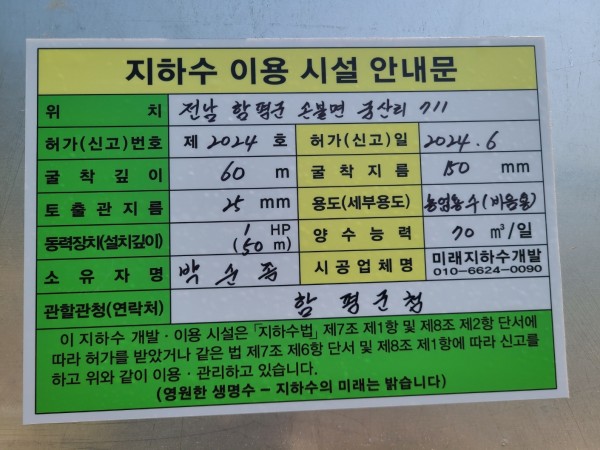 지하수 이용 시설 안내문
위 치 전남 함평군 손불면 궁산리 711
허가(신고)번호 제 2024 호 허가(신고)일 2024. 6
굴착깊이 60 m 굴착지름 150 mm
토출관지름 25 mm 용도(세부용도) 농업용수(비음용)
동력장치(설치깊이) 1 HP (50 m) 양수능력 70 m³/일
소유자명 박순종 시공업체명 미래지하수개발
010-6624-0090
관할관청(연락처) 함평군청
이 지하수 개발·이용 시설은 「지하수법」 제7조 제1항 및 제8조 제2항 단서에
따라 허가를 받았거나 같은 법 제7조 제6항 단서 및 제8조 제1항에 따라 신고를
하고 위와 같이 이용·관리하고 있습니다.
(영원한 생명수 – 지하수의 미래는 밝습니다)